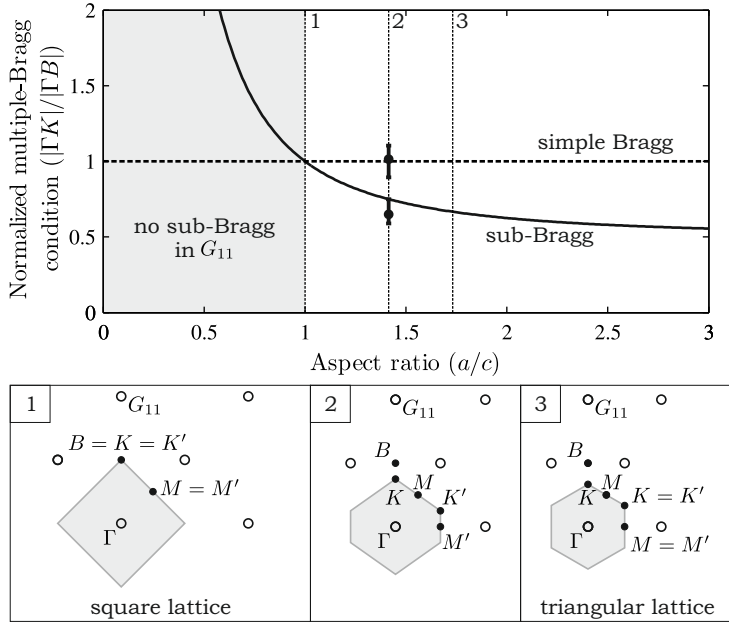 Normalized multiple-Bragg
condition (|ΓK|/|ΓB|)
2
1.5
1
0.5
0
1
2
3
simple Bragg
no sub-Bragg
in G₁₁
sub-Bragg
0
0.5
1
1.5
2
2.5
3
Aspect ratio (a/c)
1
G₁₁
B = K = K′
M = M′
Γ
square lattice
2
G₁₁
B
M
K
K′
Γ
M′
3
G₁₁
B
M
K
K = K′
Γ
M = M′
triangular lattice